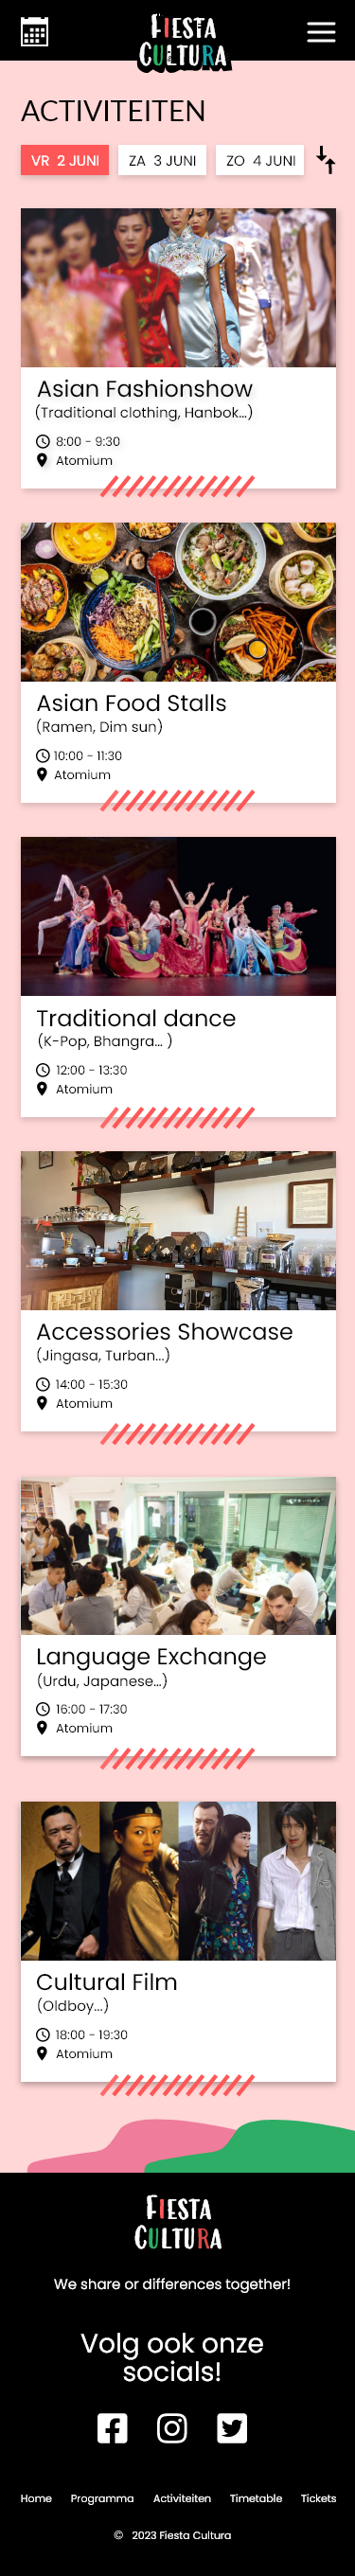 FIESTA
CULTURA
ACTIVITEITEN
VR 2 JUNI ZA 3 JUNI ZO 4 JUNI
Asian Fashionshow
(Traditional clothing, Hanbok...)
8:00 - 9:30
Atomium
Asian Food Stalls
(Ramen, Dim sun)
10:00 - 11:30
Atomium
Traditional dance
(K-Pop, Bhangra... )
12:00 - 13:30
Atomium
Accessories Showcase
(Jingasa, Turban...)
14:00 - 15:30
Atomium
Language Exchange
(Urdu, Japanese...)
16:00 - 17:30
Atomium
Cultural Film
(Oldboy...)
18:00 - 19:30
Atomium
FIESTA
CULTURA
We share or differences together!
Volg ook onze
socials!
Home Programma Activiteiten Timetable Tickets
© 2023 Fiesta Cultura